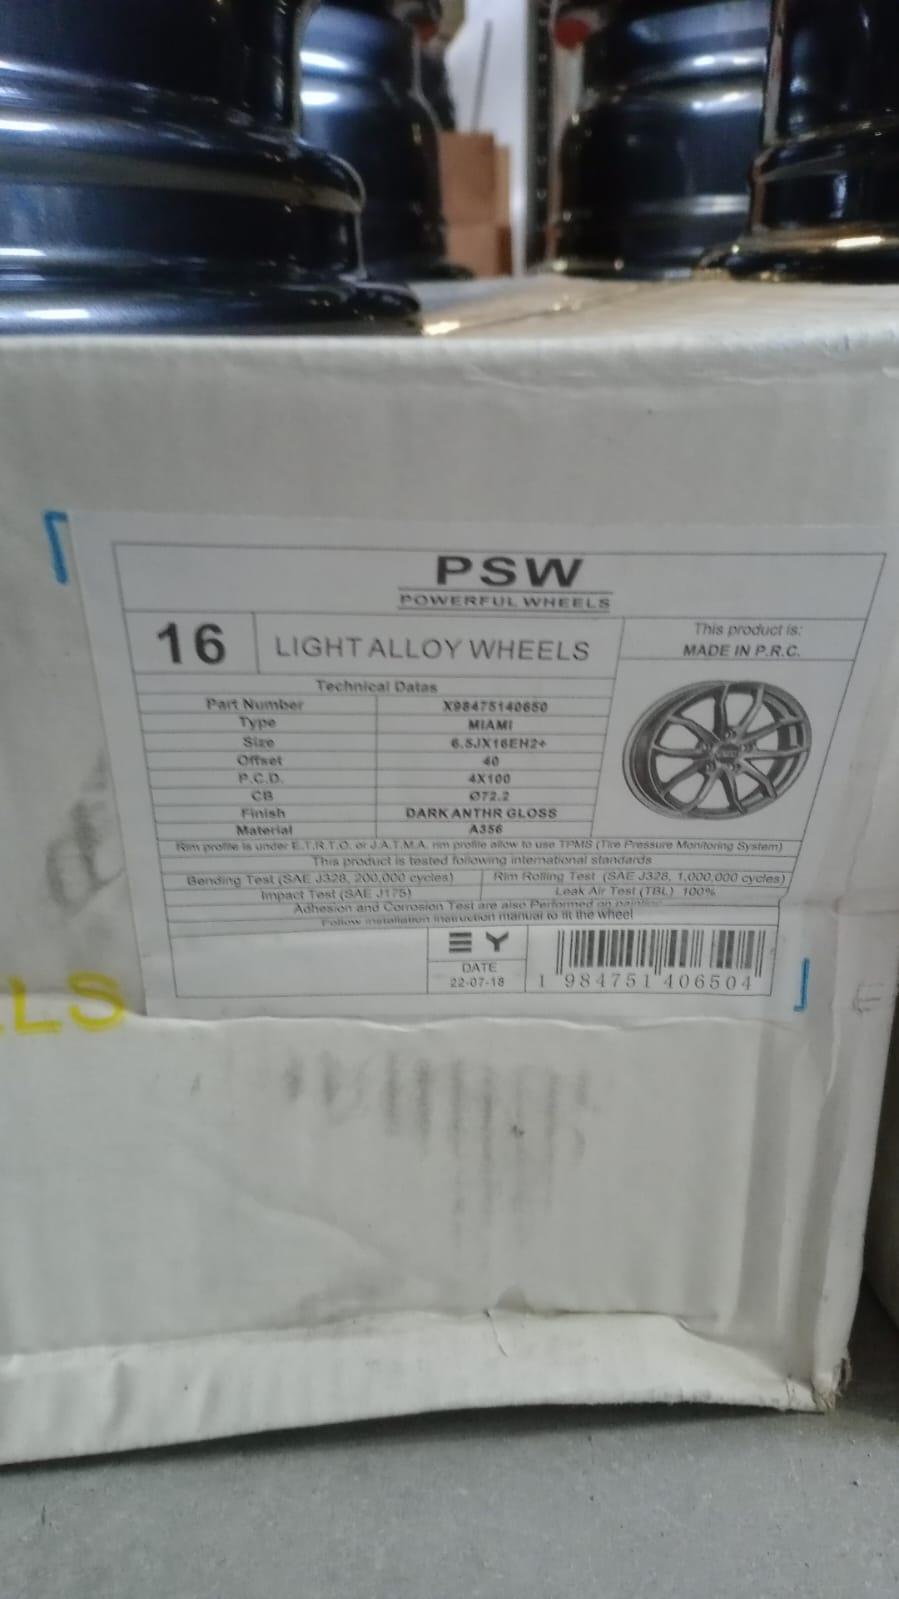 PSW
POWERFUL WHEELS
16 LIGHT ALLOY WHEELS
This product is:
MADE IN P.R.C.
Technical Datas
Part Number X98475140650
Type MIAMI
Size 6.5JX16EH2+
Offset 40
P.C.D. 4X100
CB Ø72.2
Finish DARK ANTHR GLOSS
Material A356
Rim profile is under E.T.R.T.O. or J.A.T.M.A. rim profile allow to use TPMS (Tire Pressure Monitoring System)
This product is tested following international standards
Bending Test (SAE J328, 200,000 cycles) Rim Rolling Test (SAE J328, 1,000,000 cycles)
Impact Test (SAE J175) Leak Air Test (TBL) 100%
Adhesion and Corrosion Test are also Performed on painting
Follow installation instruction manual to fit the wheel
DATE
22-07-18
1 984751 406504
LS